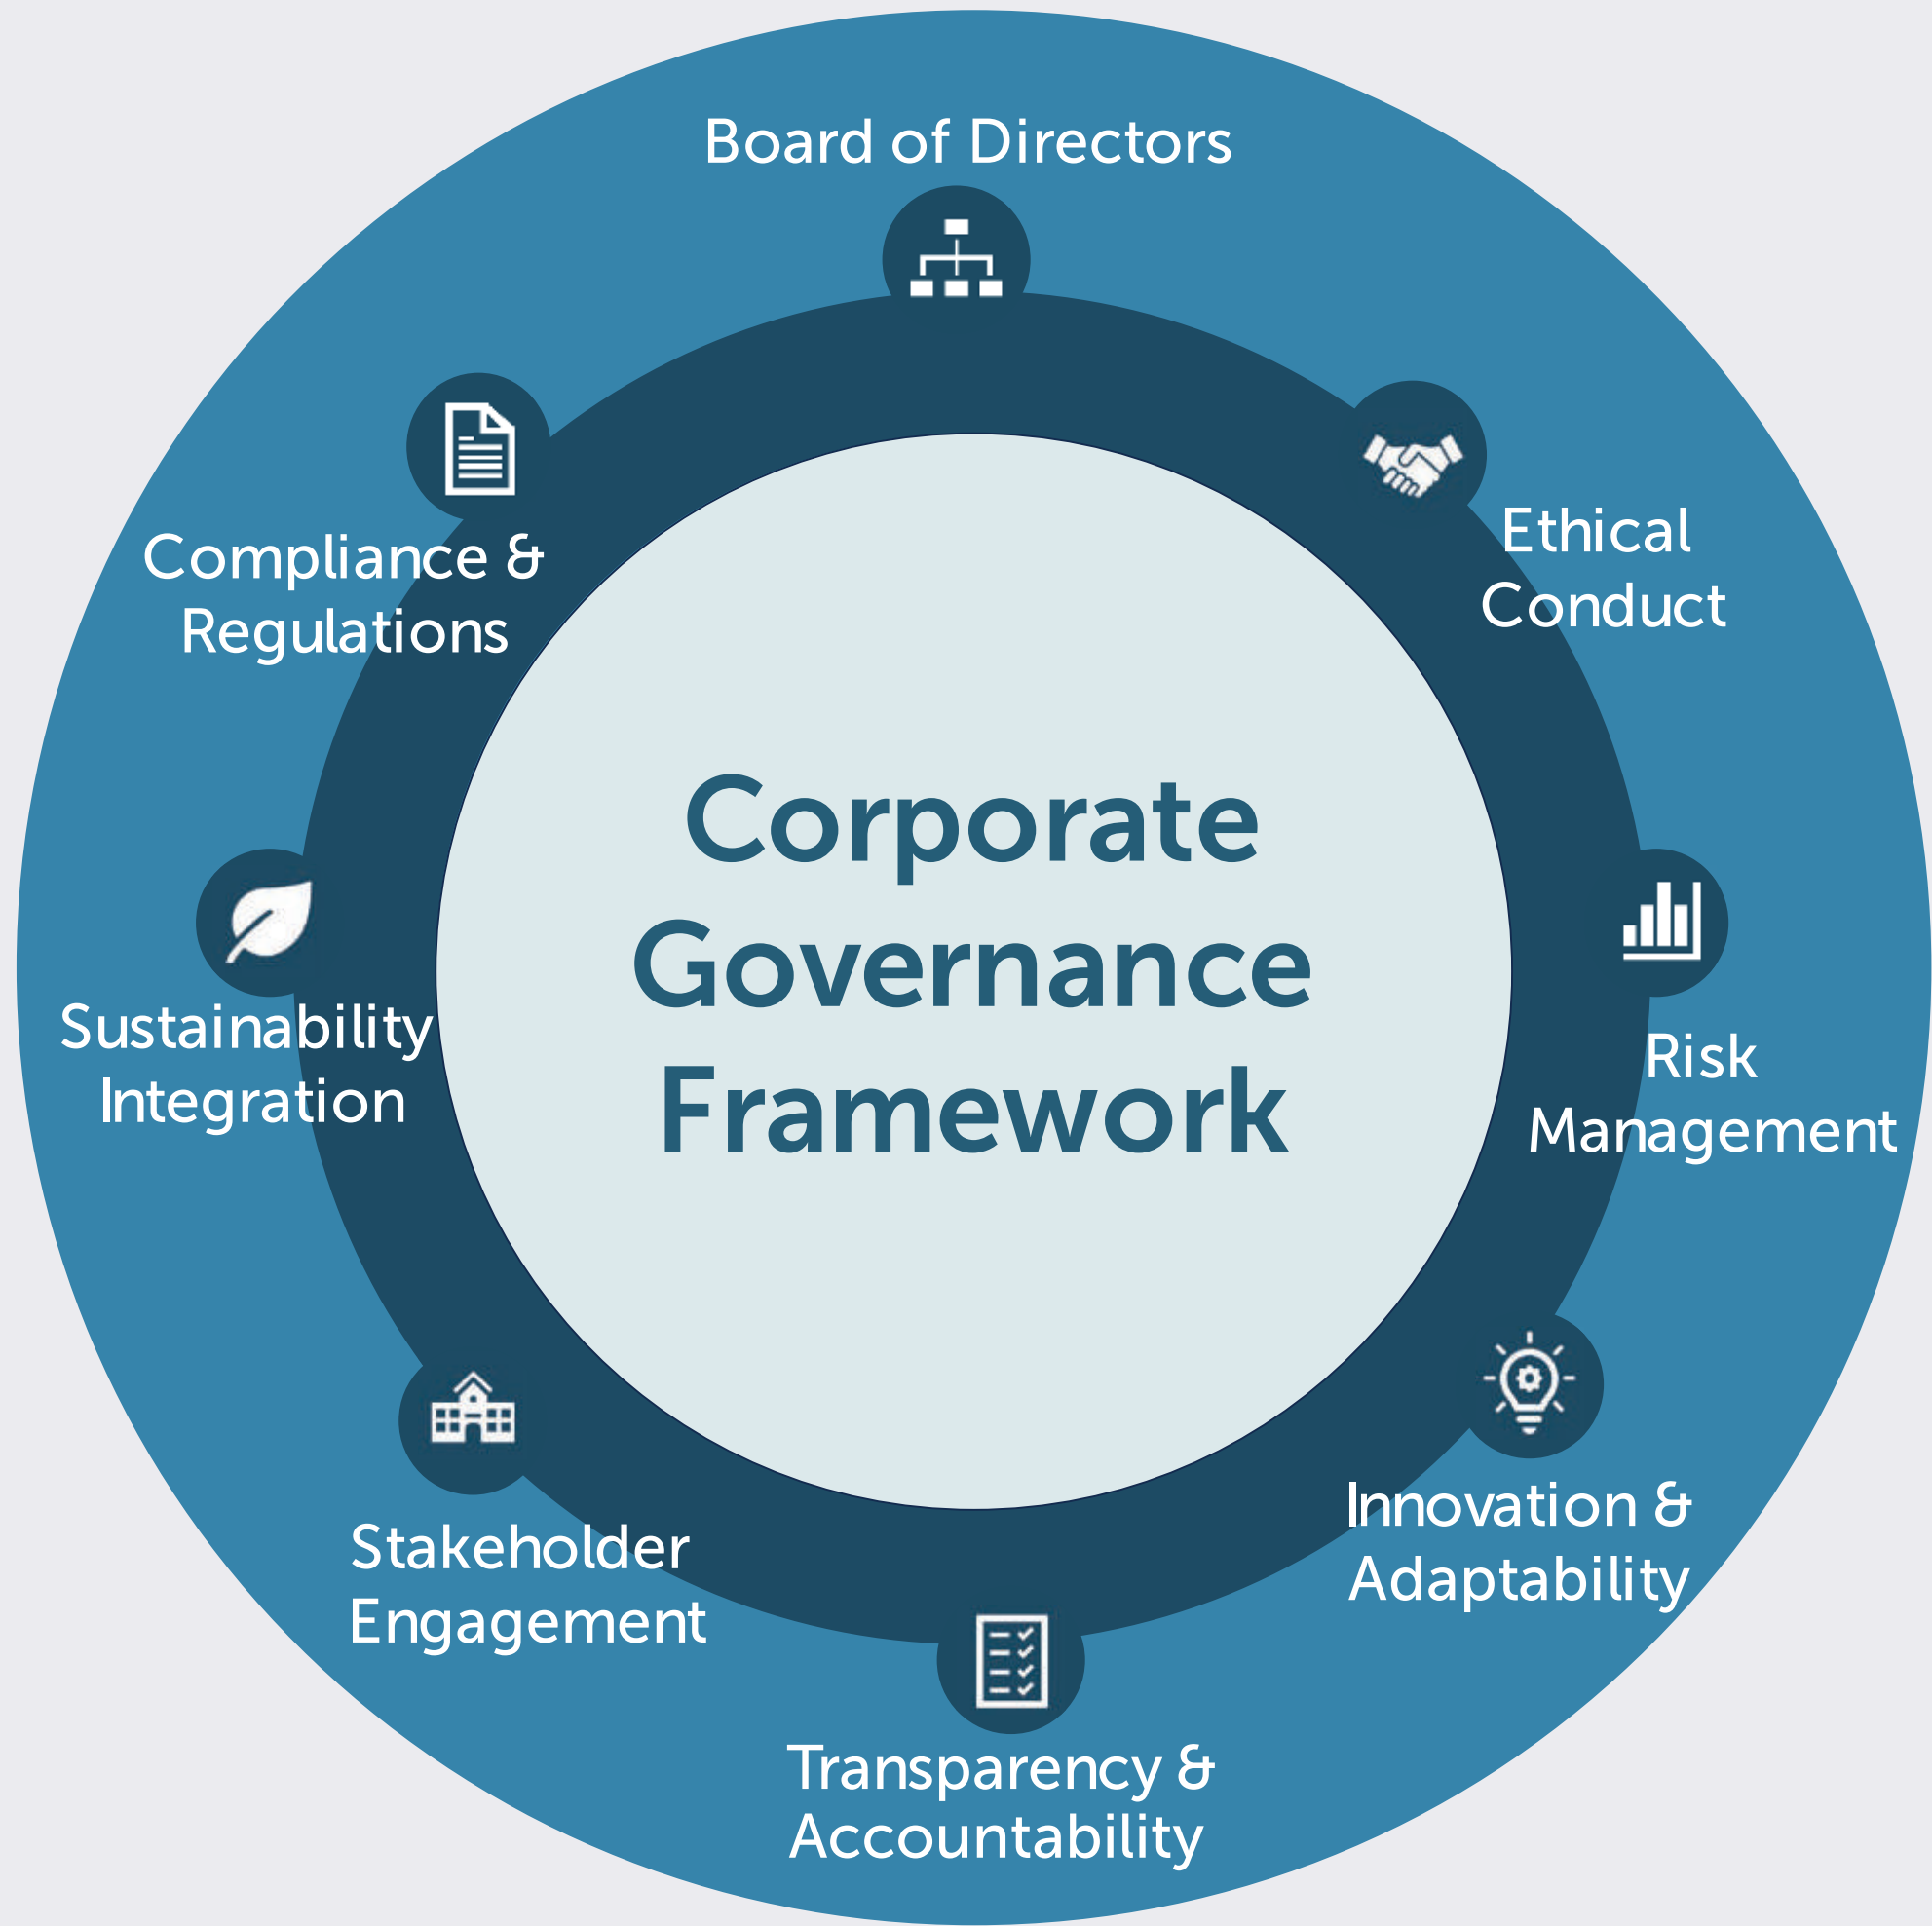 Board of Directors
Ethical
Conduct
Risk
Management
Innovation &
Adaptability
Transparency &
Accountability
Stakeholder
Engagement
Sustainability
Integration
Compliance &
Regulations
Corporate
Governance
Framework